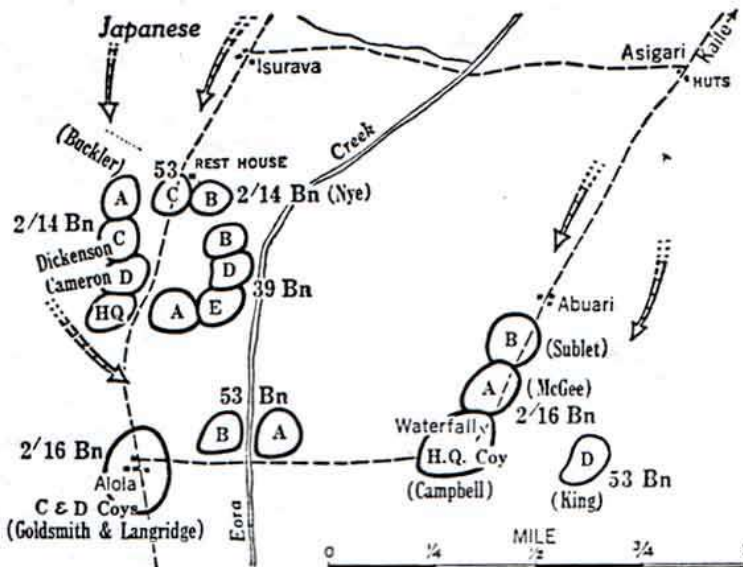 Japanese
Isurava
Asigari
Kaile
HUTS
Creek
(Backler)
53
REST HOUSE
A
C
B
2/14 Bn (Nye)
2/14 Bn
C
Dickenson
Cameron
D
HQ
B
D
E
A
39 Bn
Abuari
B
(Sublet)
A
(McGee)
2/16 Bn
53 Bn
B
A
Waterfall
H.Q. Coy
(Campbell)
D
(King)
53 Bn
2/16 Bn
Alola
C & D Coys
(Goldsmith & Langridge)
Eora
MILE
0
1/4
1/2
3/4